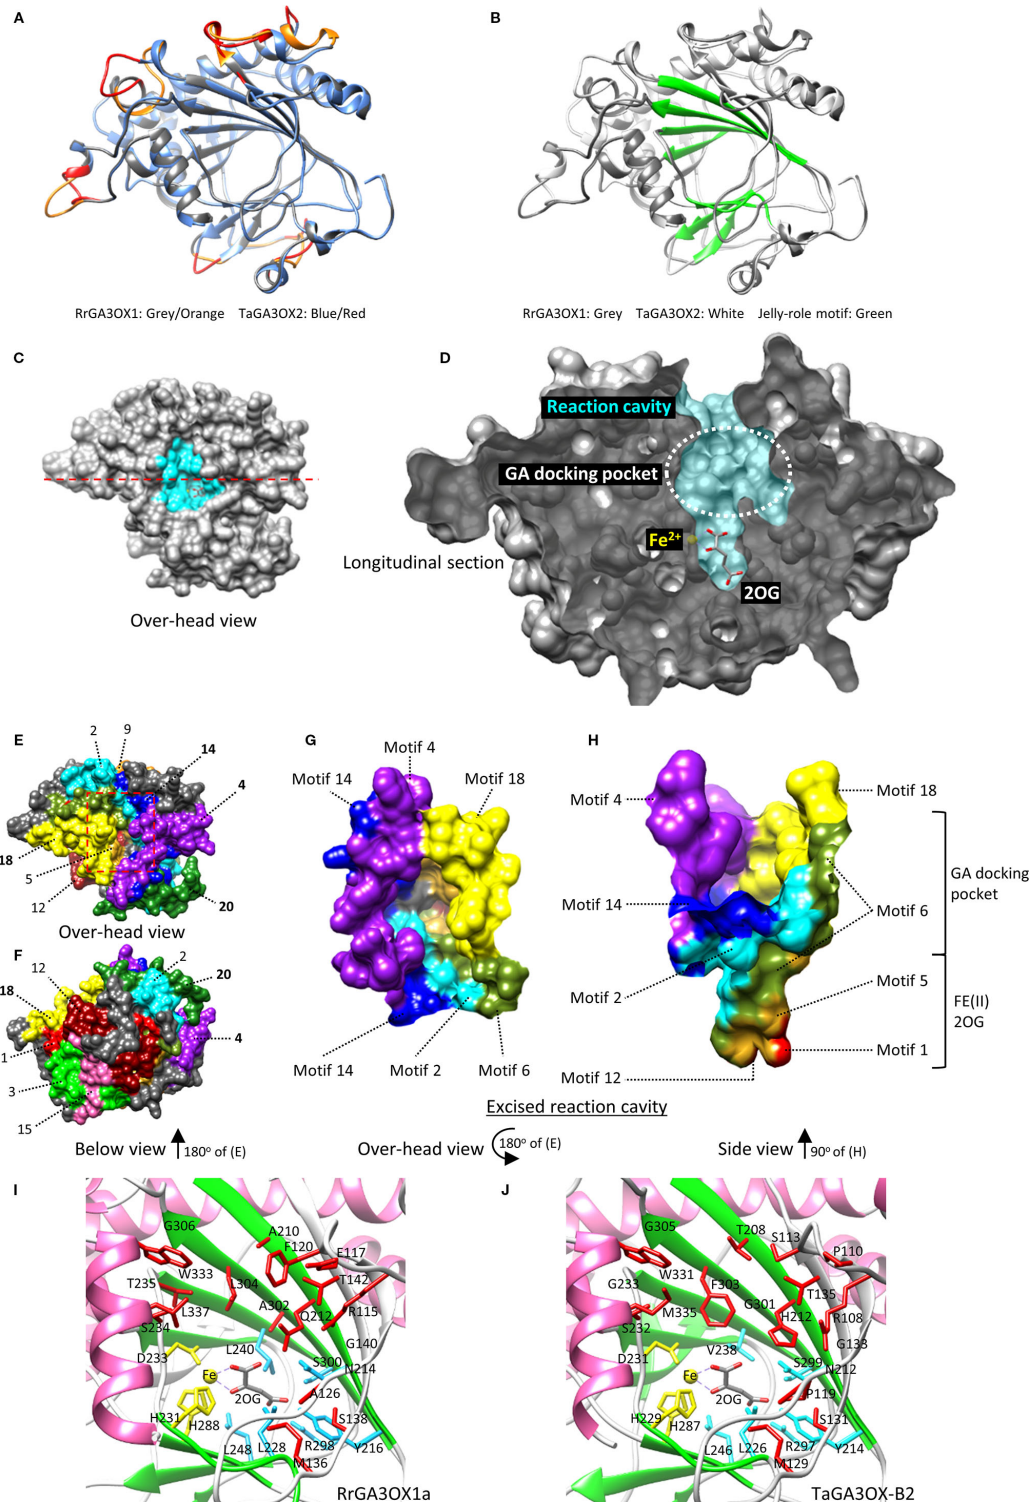 A
B
RrGA3OX1: Grey/Orange TaGA3OX2: Blue/Red
RrGA3OX1: Grey TaGA3OX2: White Jelly-role motif: Green
C
Over-head view
D
Reaction cavity
GA docking pocket
Fe2+
2OG
Longitudinal section
E
2
9
14
4
18
5
12
20
Over-head view
F
12
2
18
20
1
4
3
15
Below view
180o of (E)
G
Motif 4
Motif 14
Motif 18
Motif 14
Motif 2
Motif 6
Over-head view
180o of (E)
H
Motif 4
Motif 18
GA docking
pocket
Motif 14
Motif 6
Motif 2
Motif 5
FE(II)
2OG
Motif 1
Motif 12
Excised reaction cavity
Side view
90o of (H)
I
G306
A210
F120
E117
W333
T235
L304
T142
L337
A302
R115
S234
Q212
G140
L240
D233
S300
N214
Fe
2OG
A126
H231
H288
S138
L248
L228
R298
Y216
M136
RrGA3OX1a
J
G305
T208
S113
P110
W331
G233
F303
T135
M335
G301
H212
R108
S232
G133
V238
D231
S299
N212
Fe
2OG
P119
H229
H287
S131
L246
L226
R297
Y214
M129
TaGA3OX-B2